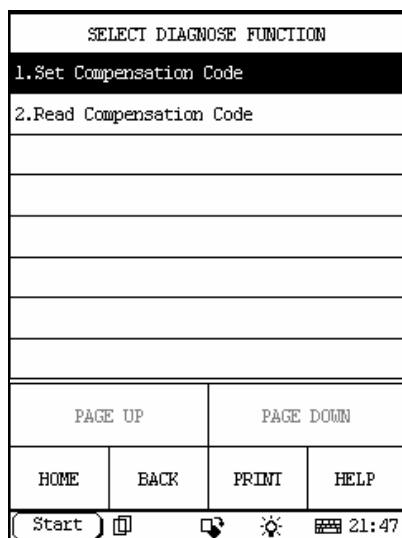 SELECT DIAGNOSE FUNCTION
1.Set Compensation Code
2.Read Compensation Code
PAGE UP PAGE DOWN
HOME BACK PRINT HELP
Start 21:47